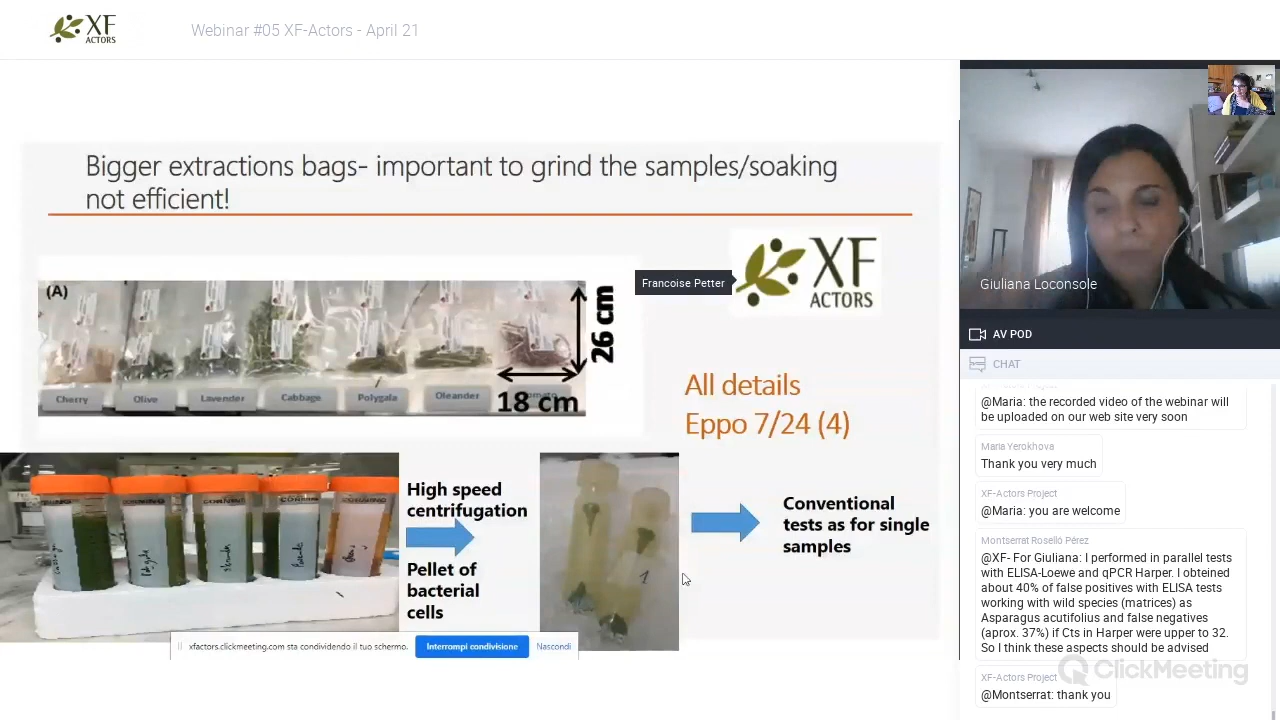 XF
ACTORS
Webinar #05 XF-Actors - April 21
Bigger extractions bags- important to grind the samples/soaking
not efficient!
(A)
Cherry
Olive
Lavender
Cabbage
Polygala
Oleander
26 cm
18 cm
Francoise Petter
XF
ACTORS
All details
Eppo 7/24 (4)
High speed
centrifugation
Pellet of
bacterial
cells
1
Conventional
tests as for single
samples
xfactors.clickmeeting.com sta condividendo il tuo schermo.
Interrompi condivisione
Nascondi
Giuliana Loconsole
AV POD
CHAT
@Maria: the recorded video of the webinar will
be uploaded on our web site very soon
Maria Yerokhova
Thank you very much
XF-Actors Project
@Maria: you are welcome
Montserrat Roselló Pérez
@XF- For Giuliana: I performed in parallel tests
with ELISA-Loewe and qPCR Harper. I obteined
about 40% of false positives with ELISA tests
working with wild species (matrices) as
Asparagus acutifolius and false negatives
(aprox. 37%) if Cts in Harper were upper to 32.
So I think these aspects should be advised
XF-Actors Project
@Montserrat: thank you
ClickMeeting